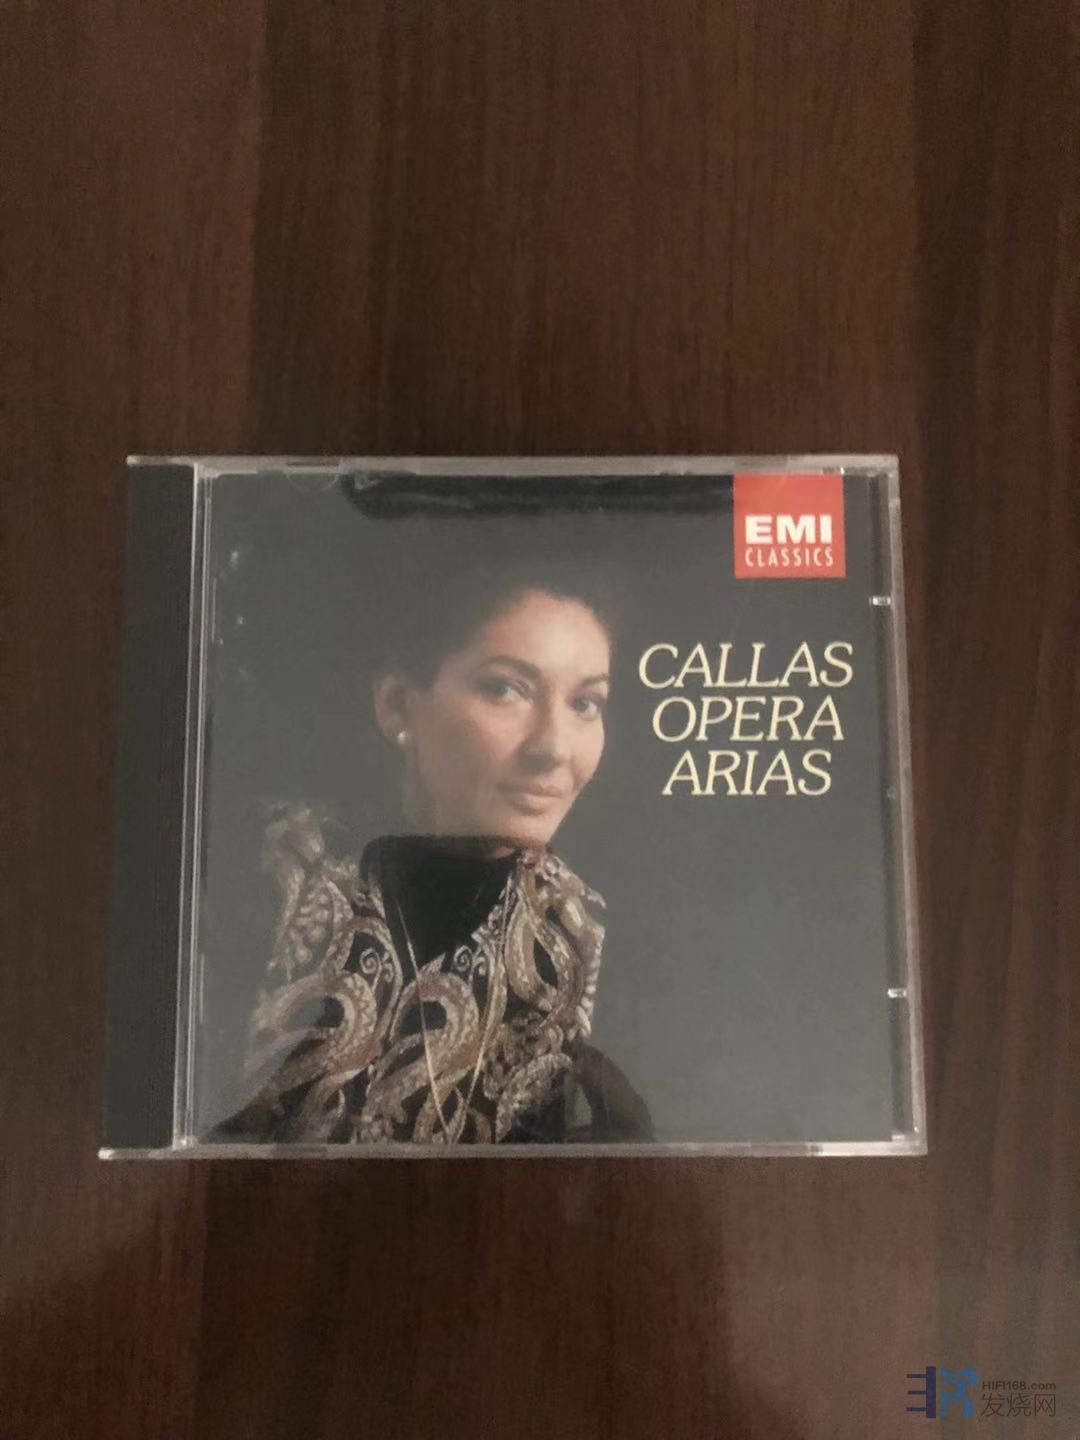 EMI
CLASSICS
CALLAS
OPERA
ARIAS
HIFI168.com
发烧网